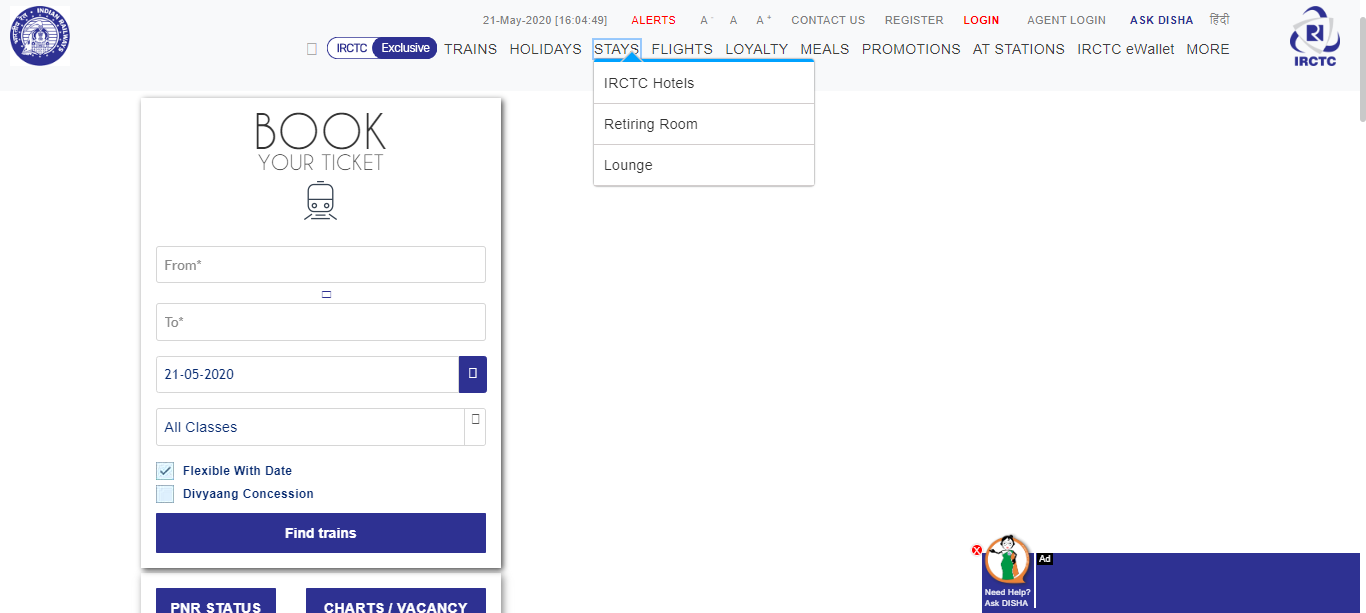 21-May-2020 [16:04:49] ALERTS A- A A+ CONTACT US REGISTER LOGIN AGENT LOGIN ASK DISHA हिंदी
IRCTC Exclusive TRAINS HOLIDAYS STAYS FLIGHTS LOYALTY MEALS PROMOTIONS AT STATIONS IRCTC eWallet MORE
INDIAN RAILWAYS
भारतीय रेल
IRCTC
IRCTC Hotels
Retiring Room
Lounge
BOOK
YOUR TICKET
From*
To*
21-05-2020
All Classes
Flexible With Date
Divyaang Concession
Find trains
PNR STATUS CHARTS / VACANCY
Ad
Need Help?
Ask DISHA